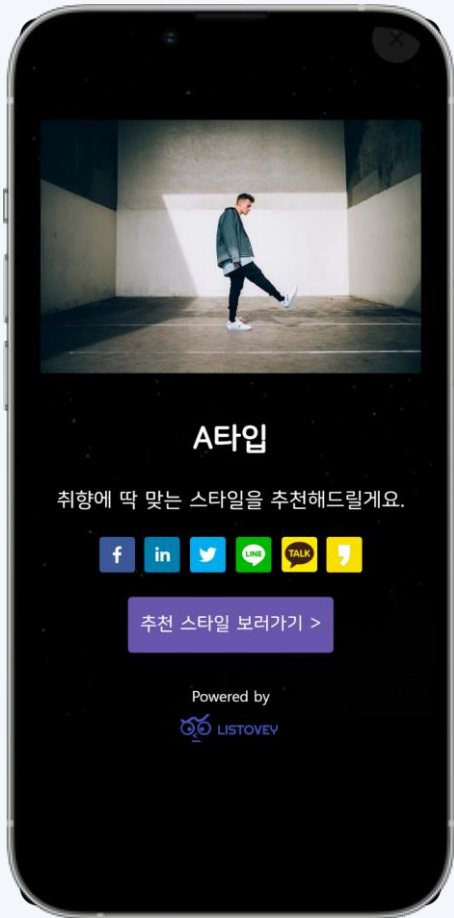 A타입
취향에 딱 맞는 스타일을 추천해드릴게요.
f in LINE TALK
추천 스타일 보러가기 >
Powered by
LISTOVEY